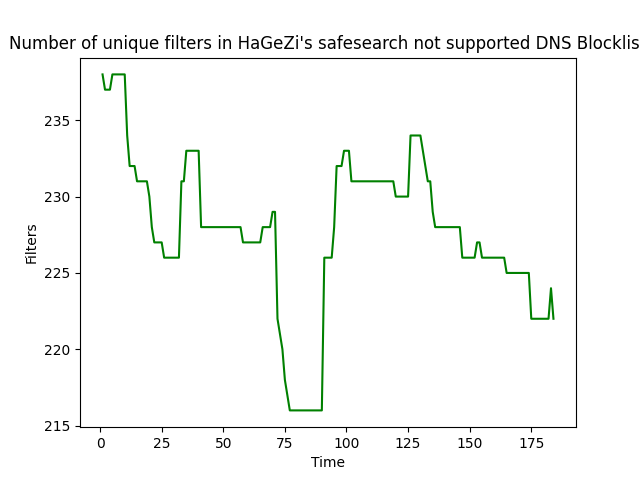 Number of unique filters in HaGeZi's safesearch not supported DNS Blocklis
235
230
225
220
215
Filters
0 25 50 75 100 125 150 175
Time